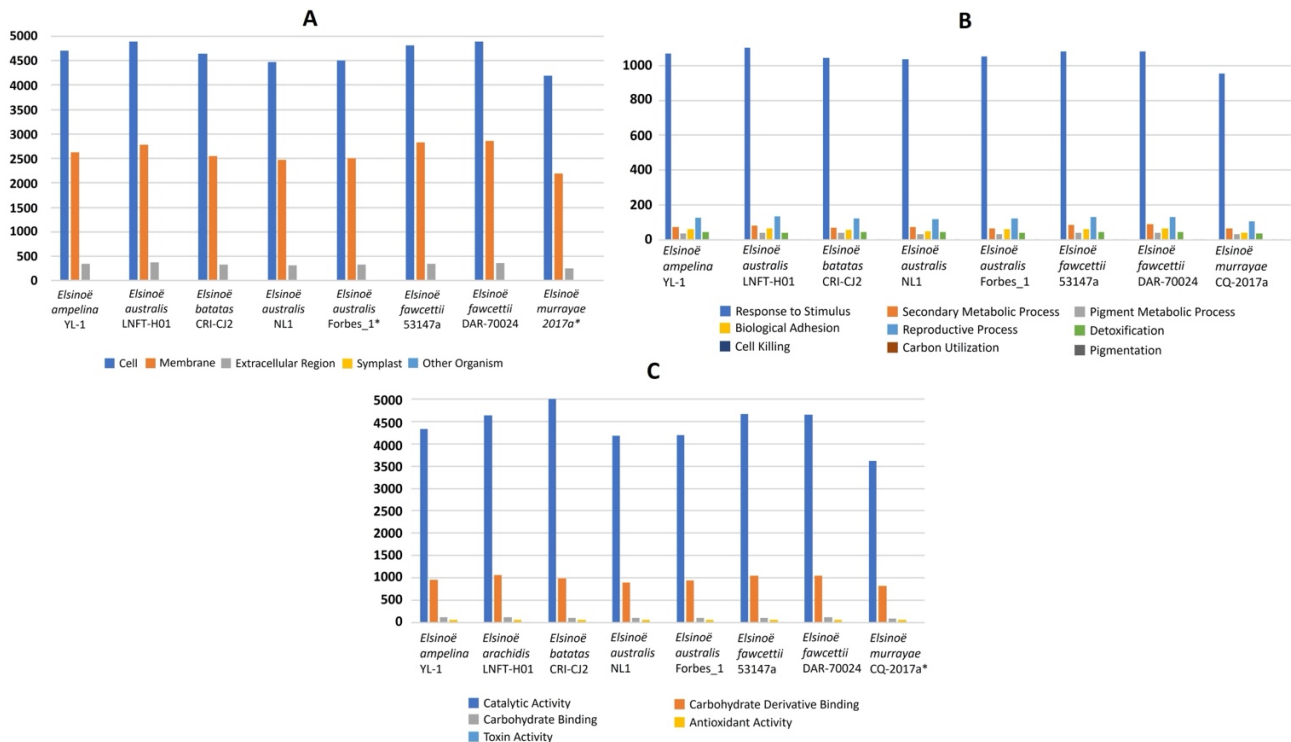 A
5000
4500
4000
3500
3000
2500
2000
1500
1000
500
0
Elsinoë ampelina YL-1
Elsinoë australis LNFT-H01
Elsinoë batatas CRI-CJ2
Elsinoë australis NL1
Elsinoë australis Forbes_1*
Elsinoë fawcettii 53147a
Elsinoë fawcettii DAR-70024
Elsinoë murrayae 2017a*
Cell Membrane Extracellular Region Symplast Other Organism
B
1000
800
600
400
200
0
Elsinoë ampelina YL-1
Elsinoë australis LNFT-H01
Elsinoë batatas CRI-CJ2
Elsinoë australis NL1
Elsinoë australis Forbes_1
Elsinoë fawcettii 53147a
Elsinoë fawcettii DAR-70024
Elsinoë murrayae CQ-2017a
Response to Stimulus Secondary Metabolic Process Pigment Metabolic Process
Biological Adhesion Reproductive Process Detoxification
Cell Killing Carbon Utilization Pigmentation
C
5000
4500
4000
3500
3000
2500
2000
1500
1000
500
0
Elsinoë ampelina YL-1
Elsinoë arachidis LNFT-H01
Elsinoë batatas CRI-CJ2
Elsinoë australis NL1
Elsinoë australis Forbes_1
Elsinoë fawcettii 53147a
Elsinoë fawcettii DAR-70024
Elsinoë murrayae CQ-2017a*
Catalytic Activity Carbohydrate Derivative Binding
Carbohydrate Binding Antioxidant Activity
Toxin Activity